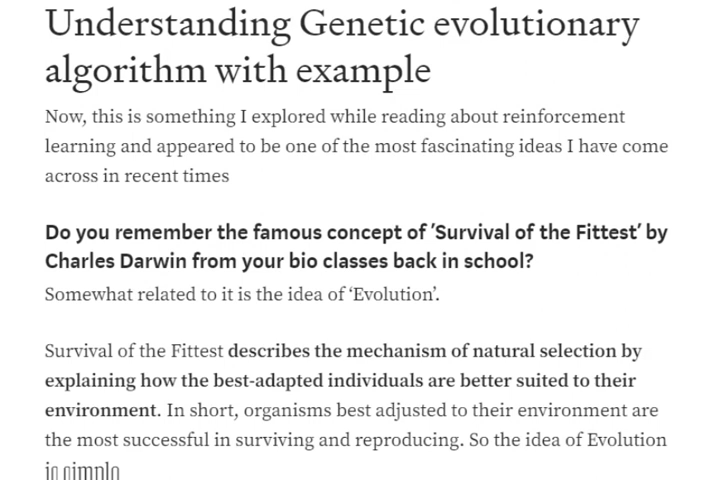 Understanding Genetic evolutionary
algorithm with example
Now, this is something I explored while reading about reinforcement
learning and appeared to be one of the most fascinating ideas I have come
across in recent times
Do you remember the famous concept of ‘Survival of the Fittest’ by
Charles Darwin from your bio classes back in school?
Somewhat related to it is the idea of ‘Evolution’.
Survival of the Fittest describes the mechanism of natural selection by
explaining how the best-adapted individuals are better suited to their
environment. In short, organisms best adjusted to their environment are
the most successful in surviving and reproducing. So the idea of Evolution